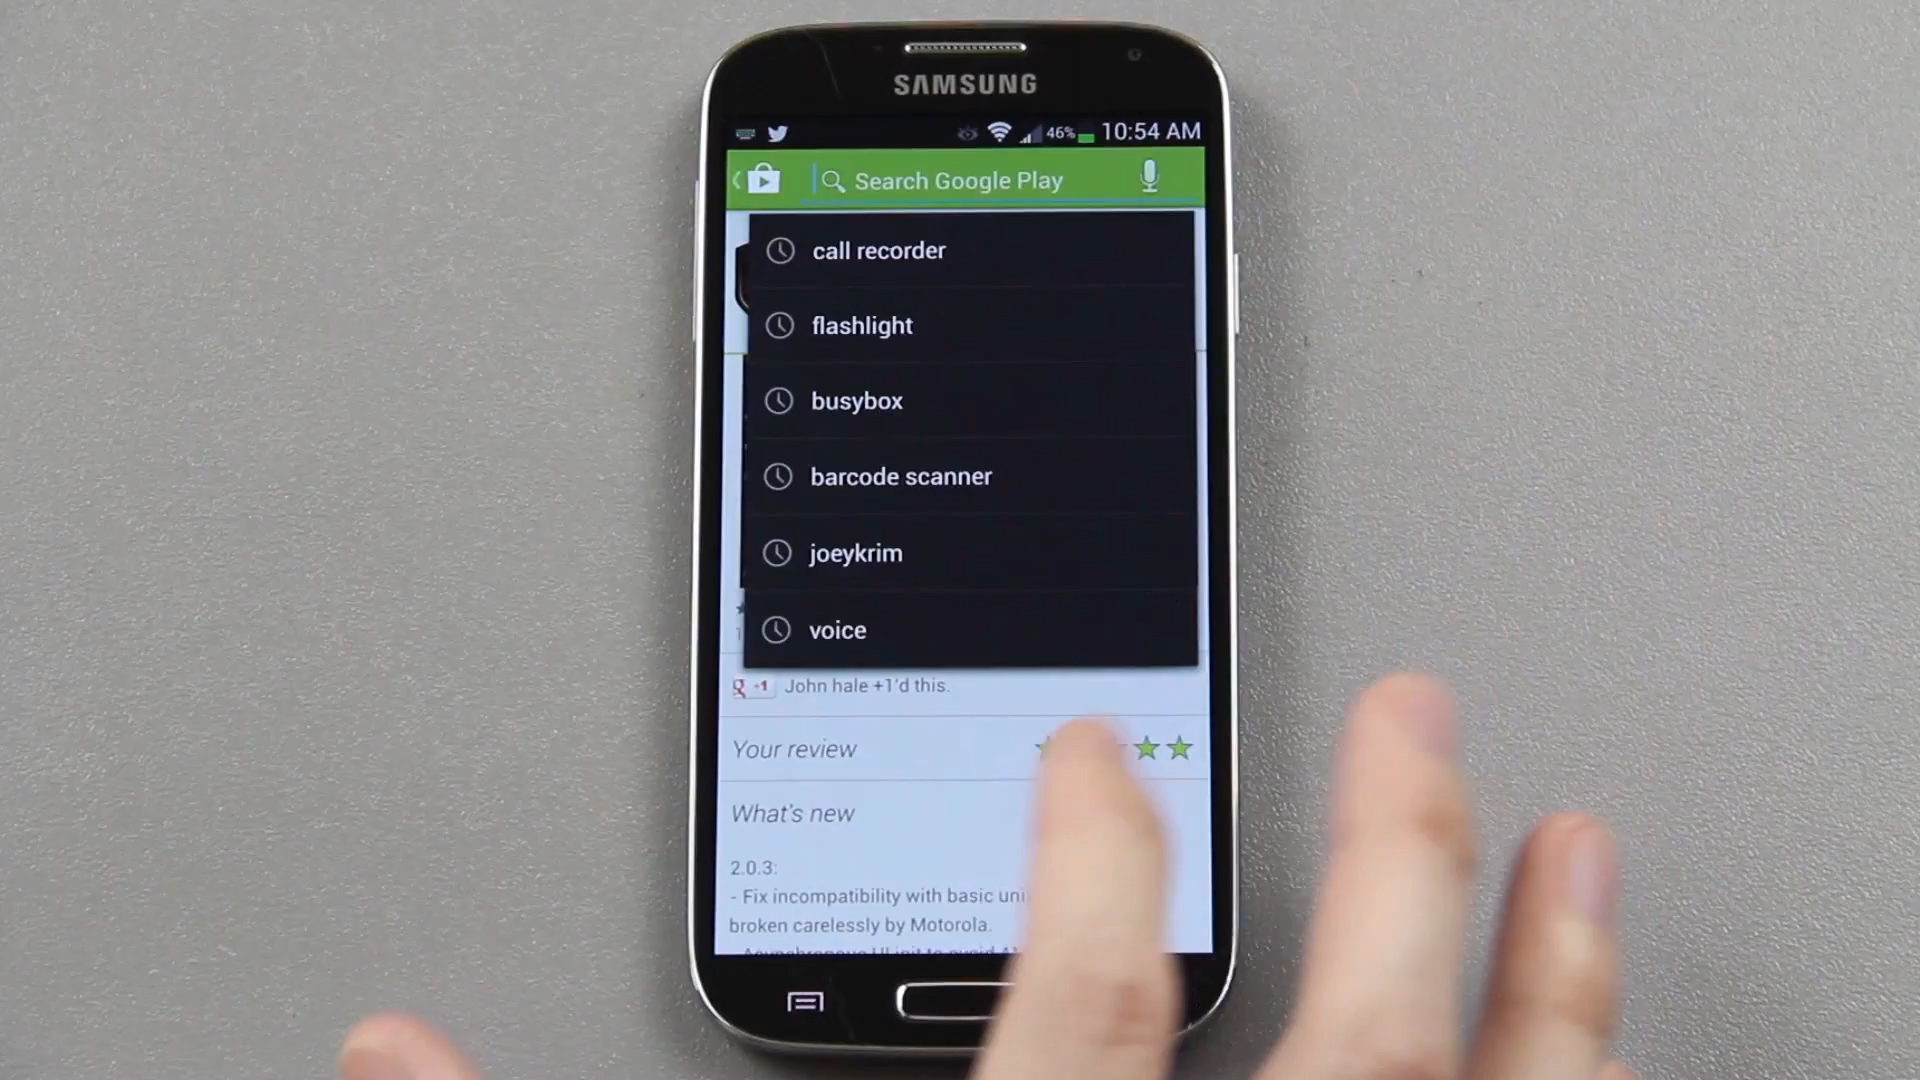 SAMSUNG
46% 10:54 AM
Search Google Play
call recorder
flashlight
busybox
barcode scanner
joeykrim
voice
+1 John hale +1'd this.
Your review
What's new
2.0.3:
- Fix incompatibility with basic
broken carelessly by Motorola.